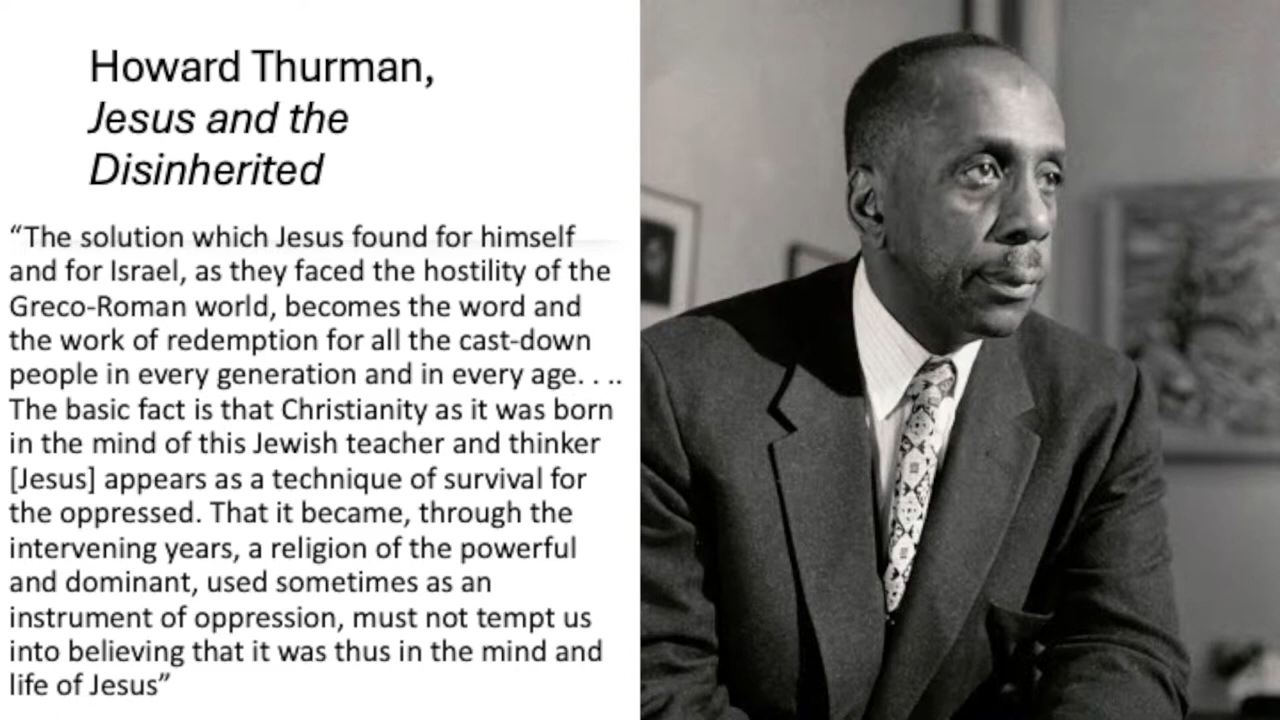 Howard Thurman,
Jesus and the
Disinherited
“The solution which Jesus found for himself
and for Israel, as they faced the hostility of the
Greco-Roman world, becomes the word and
the work of redemption for all the cast-down
people in every generation and in every age. . ..
The basic fact is that Christianity as it was born
in the mind of this Jewish teacher and thinker
[Jesus] appears as a technique of survival for
the oppressed. That it became, through the
intervening years, a religion of the powerful
and dominant, used sometimes as an
instrument of oppression, must not tempt us
into believing that it was thus in the mind and
life of Jesus”